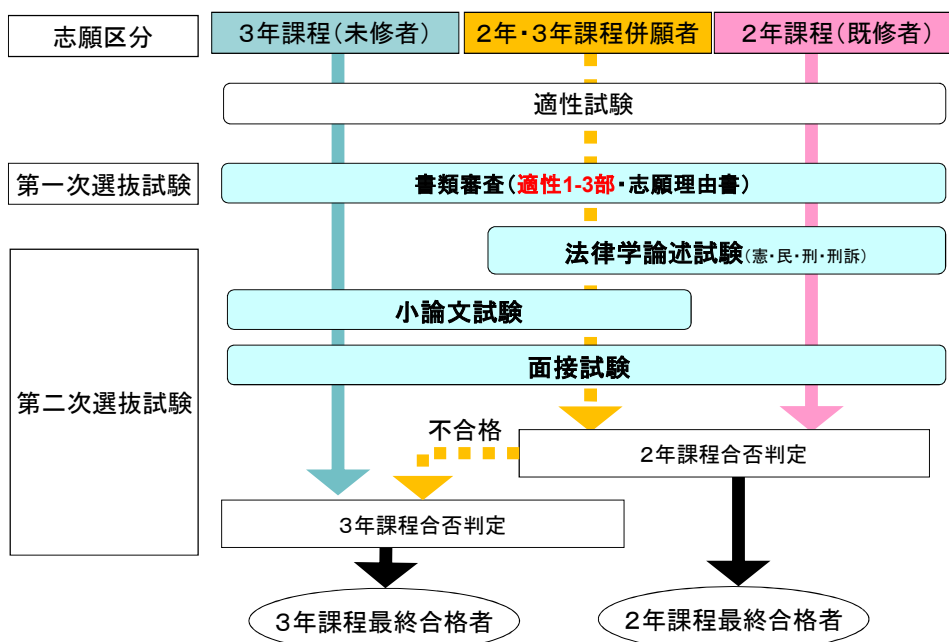 志願区分
3年課程(未修者)
2年・3年課程併願者
2年課程(既修者)
適性試験
第一次選抜試験
書類審査(適性1-3部・志願理由書)
法律学論述試験(憲・民・刑・刑訴)
小論文試験
面接試験
第二次選抜試験
不合格
2年課程合否判定
3年課程合否判定
3年課程最終合格者
2年課程最終合格者